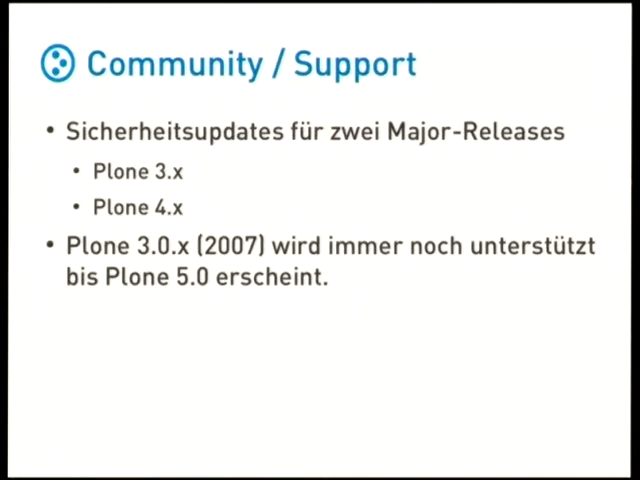 Community / Support
• Sicherheitsupdates für zwei Major-Releases
• Plone 3.x
• Plone 4.x
• Plone 3.0.x (2007) wird immer noch unterstützt
bis Plone 5.0 erscheint.